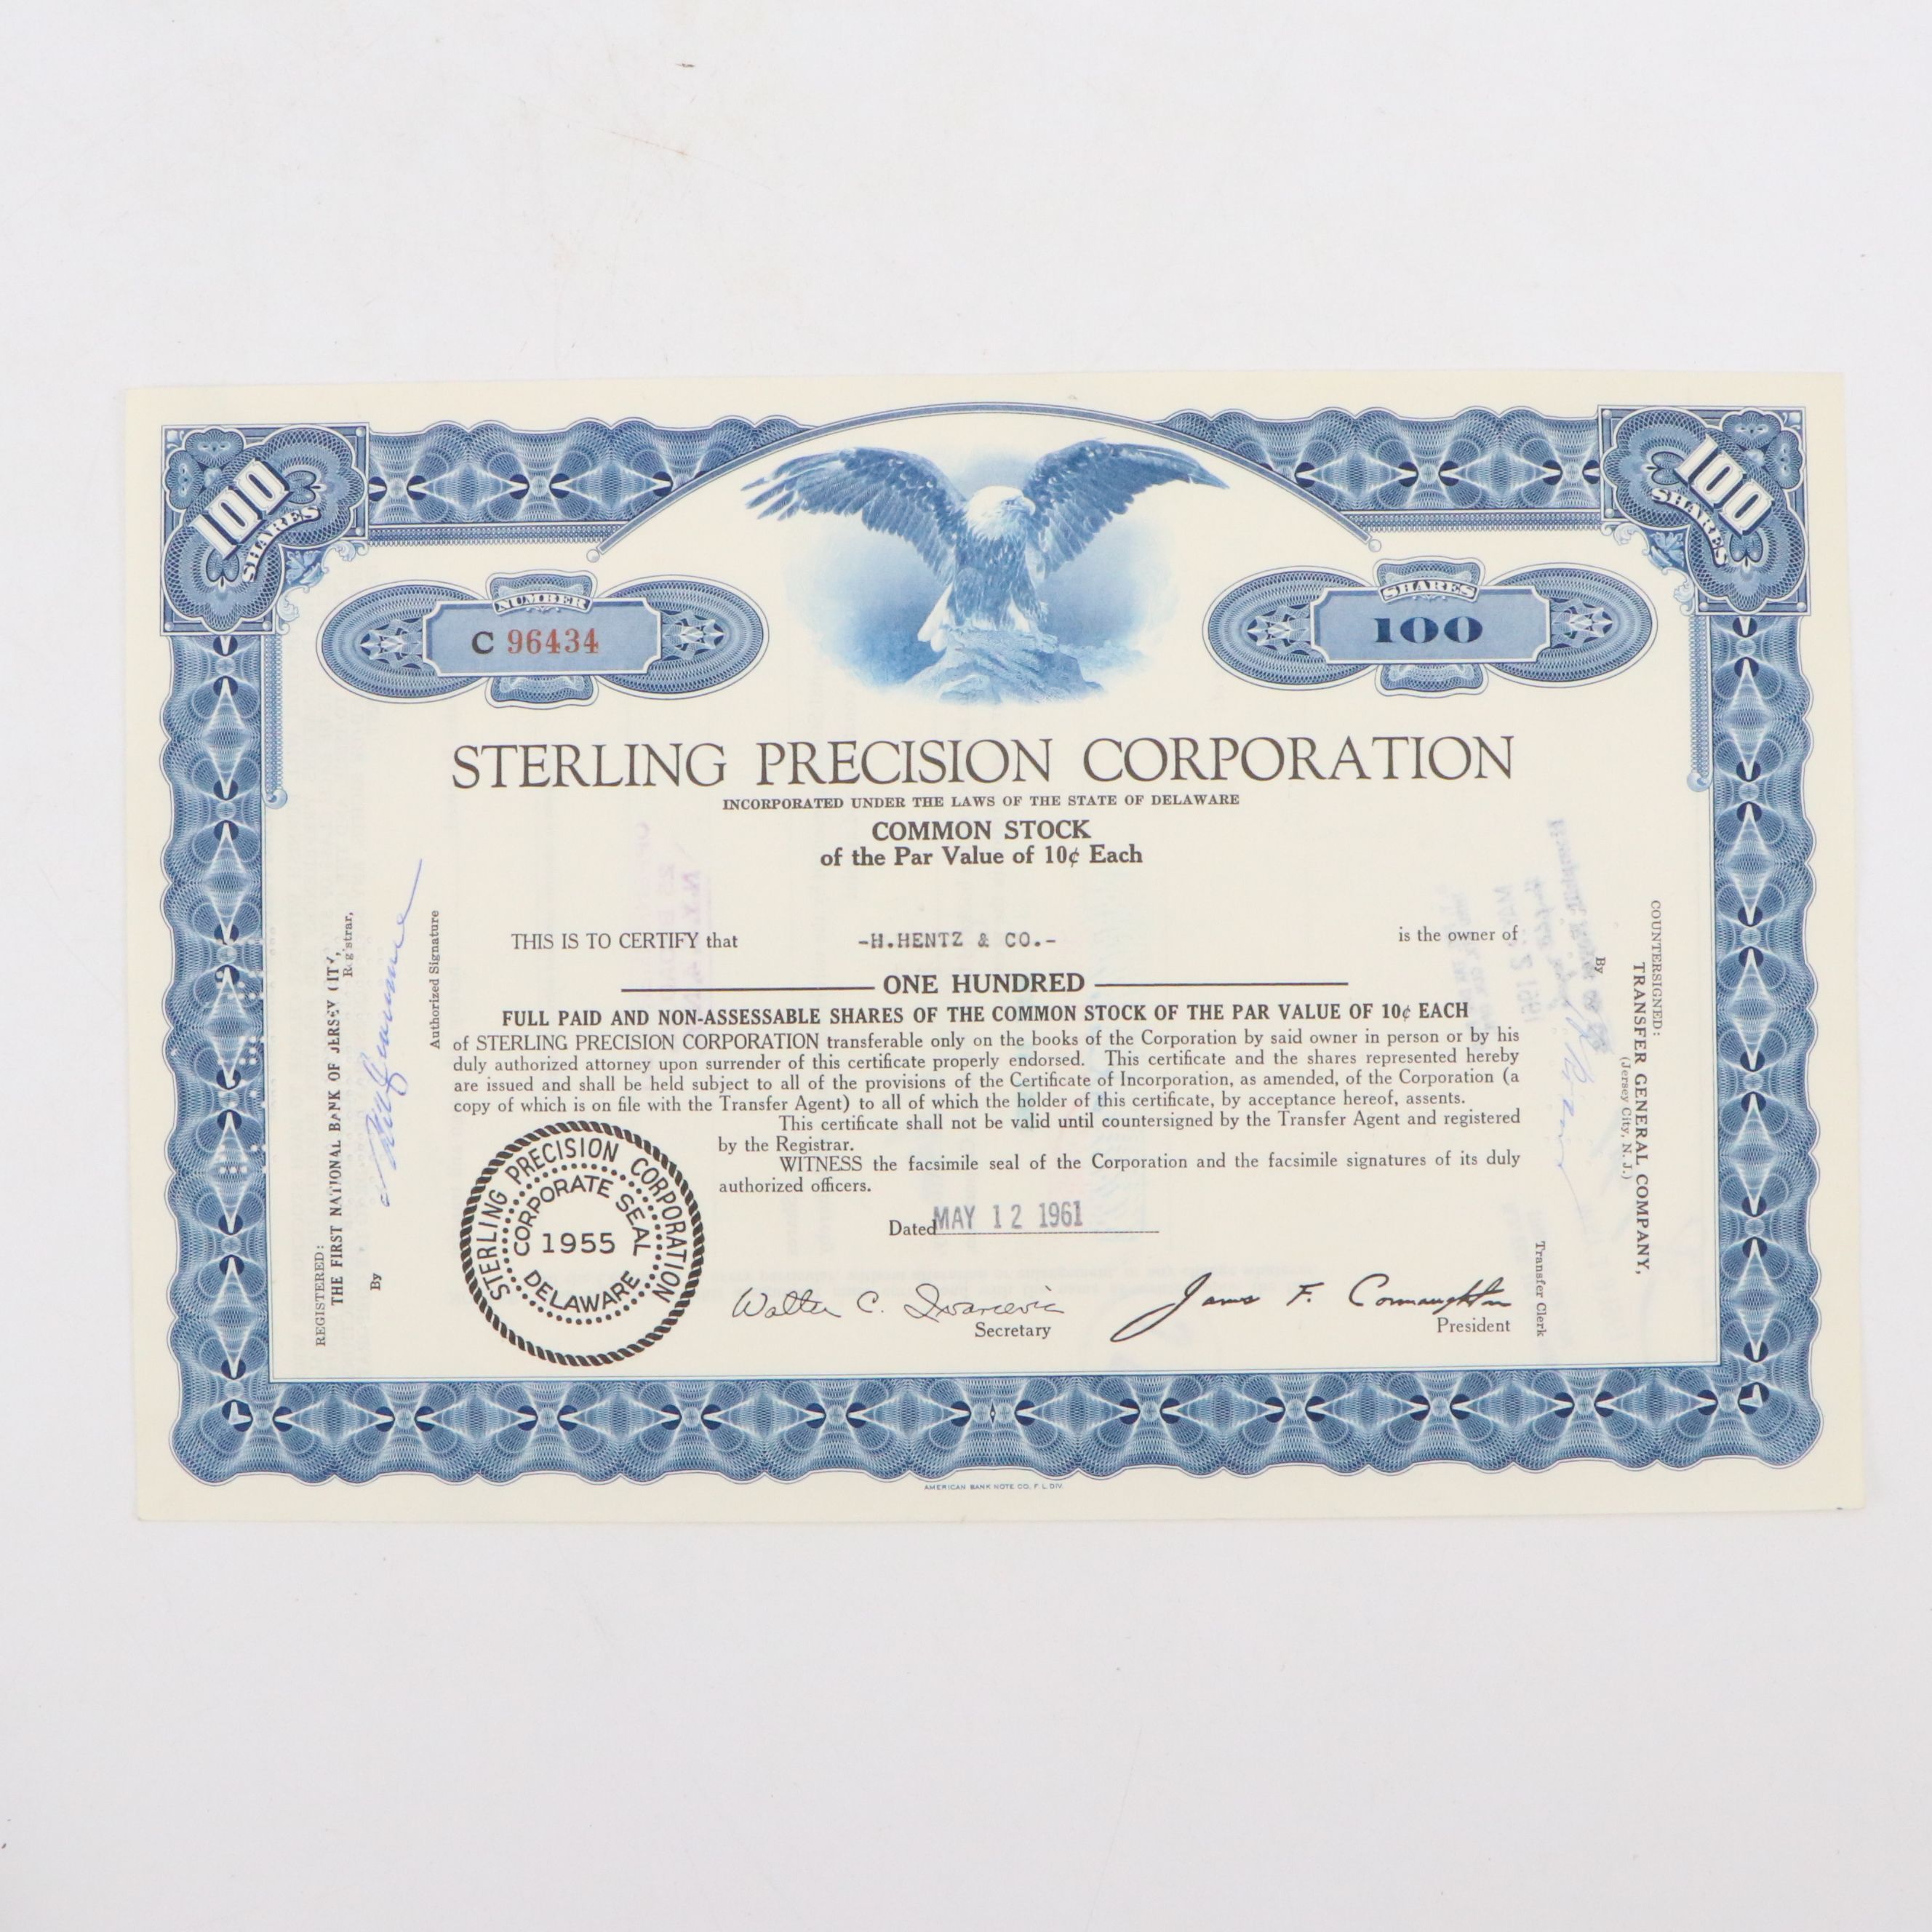 100
SHARES
100
SHARES
NUMBER
C 96434
SHARES
100
STERLING PRECISION CORPORATION
INCORPORATED UNDER THE LAWS OF THE STATE OF DELAWARE
COMMON STOCK
of the Par Value of 10¢ Each
THIS IS TO CERTIFY that -H.HENTZ & CO.- is the owner of
ONE HUNDRED
FULL PAID AND NON-ASSESSABLE SHARES OF THE COMMON STOCK OF THE PAR VALUE OF 10¢ EACH
of STERLING PRECISION CORPORATION transferable only on the books of the Corporation by said owner in person or by his
duly authorized attorney upon surrender of this certificate properly endorsed. This certificate and the shares represented hereby
are issued and shall be held subject to all of the provisions of the Certificate of Incorporation, as amended, of the Corporation (a
copy of which is on file with the Transfer Agent) to all of which the holder of this certificate, by acceptance hereof, assents.
This certificate shall not be valid until countersigned by the Transfer Agent and registered
by the Registrar.
WITNESS the facsimile seal of the Corporation and the facsimile signatures of its duly
authorized officers.
Dated MAY 12 1961
STERLING PRECISION CORPORATION
CORPORATE SEAL
1955
DELAWARE
Walter C.
Secretary
James F. Connaughton
President
REGISTERED:
THE FIRST NATIONAL BANK OF JERSEY CITY,
Registrar,
By
Authorized Signature
COUNTERSIGNED:
TRANSFER GENERAL COMPANY,
(Jersey City, N. J.)
By
Transfer Clerk
AMERICAN BANK NOTE CO. F. L. DIV.